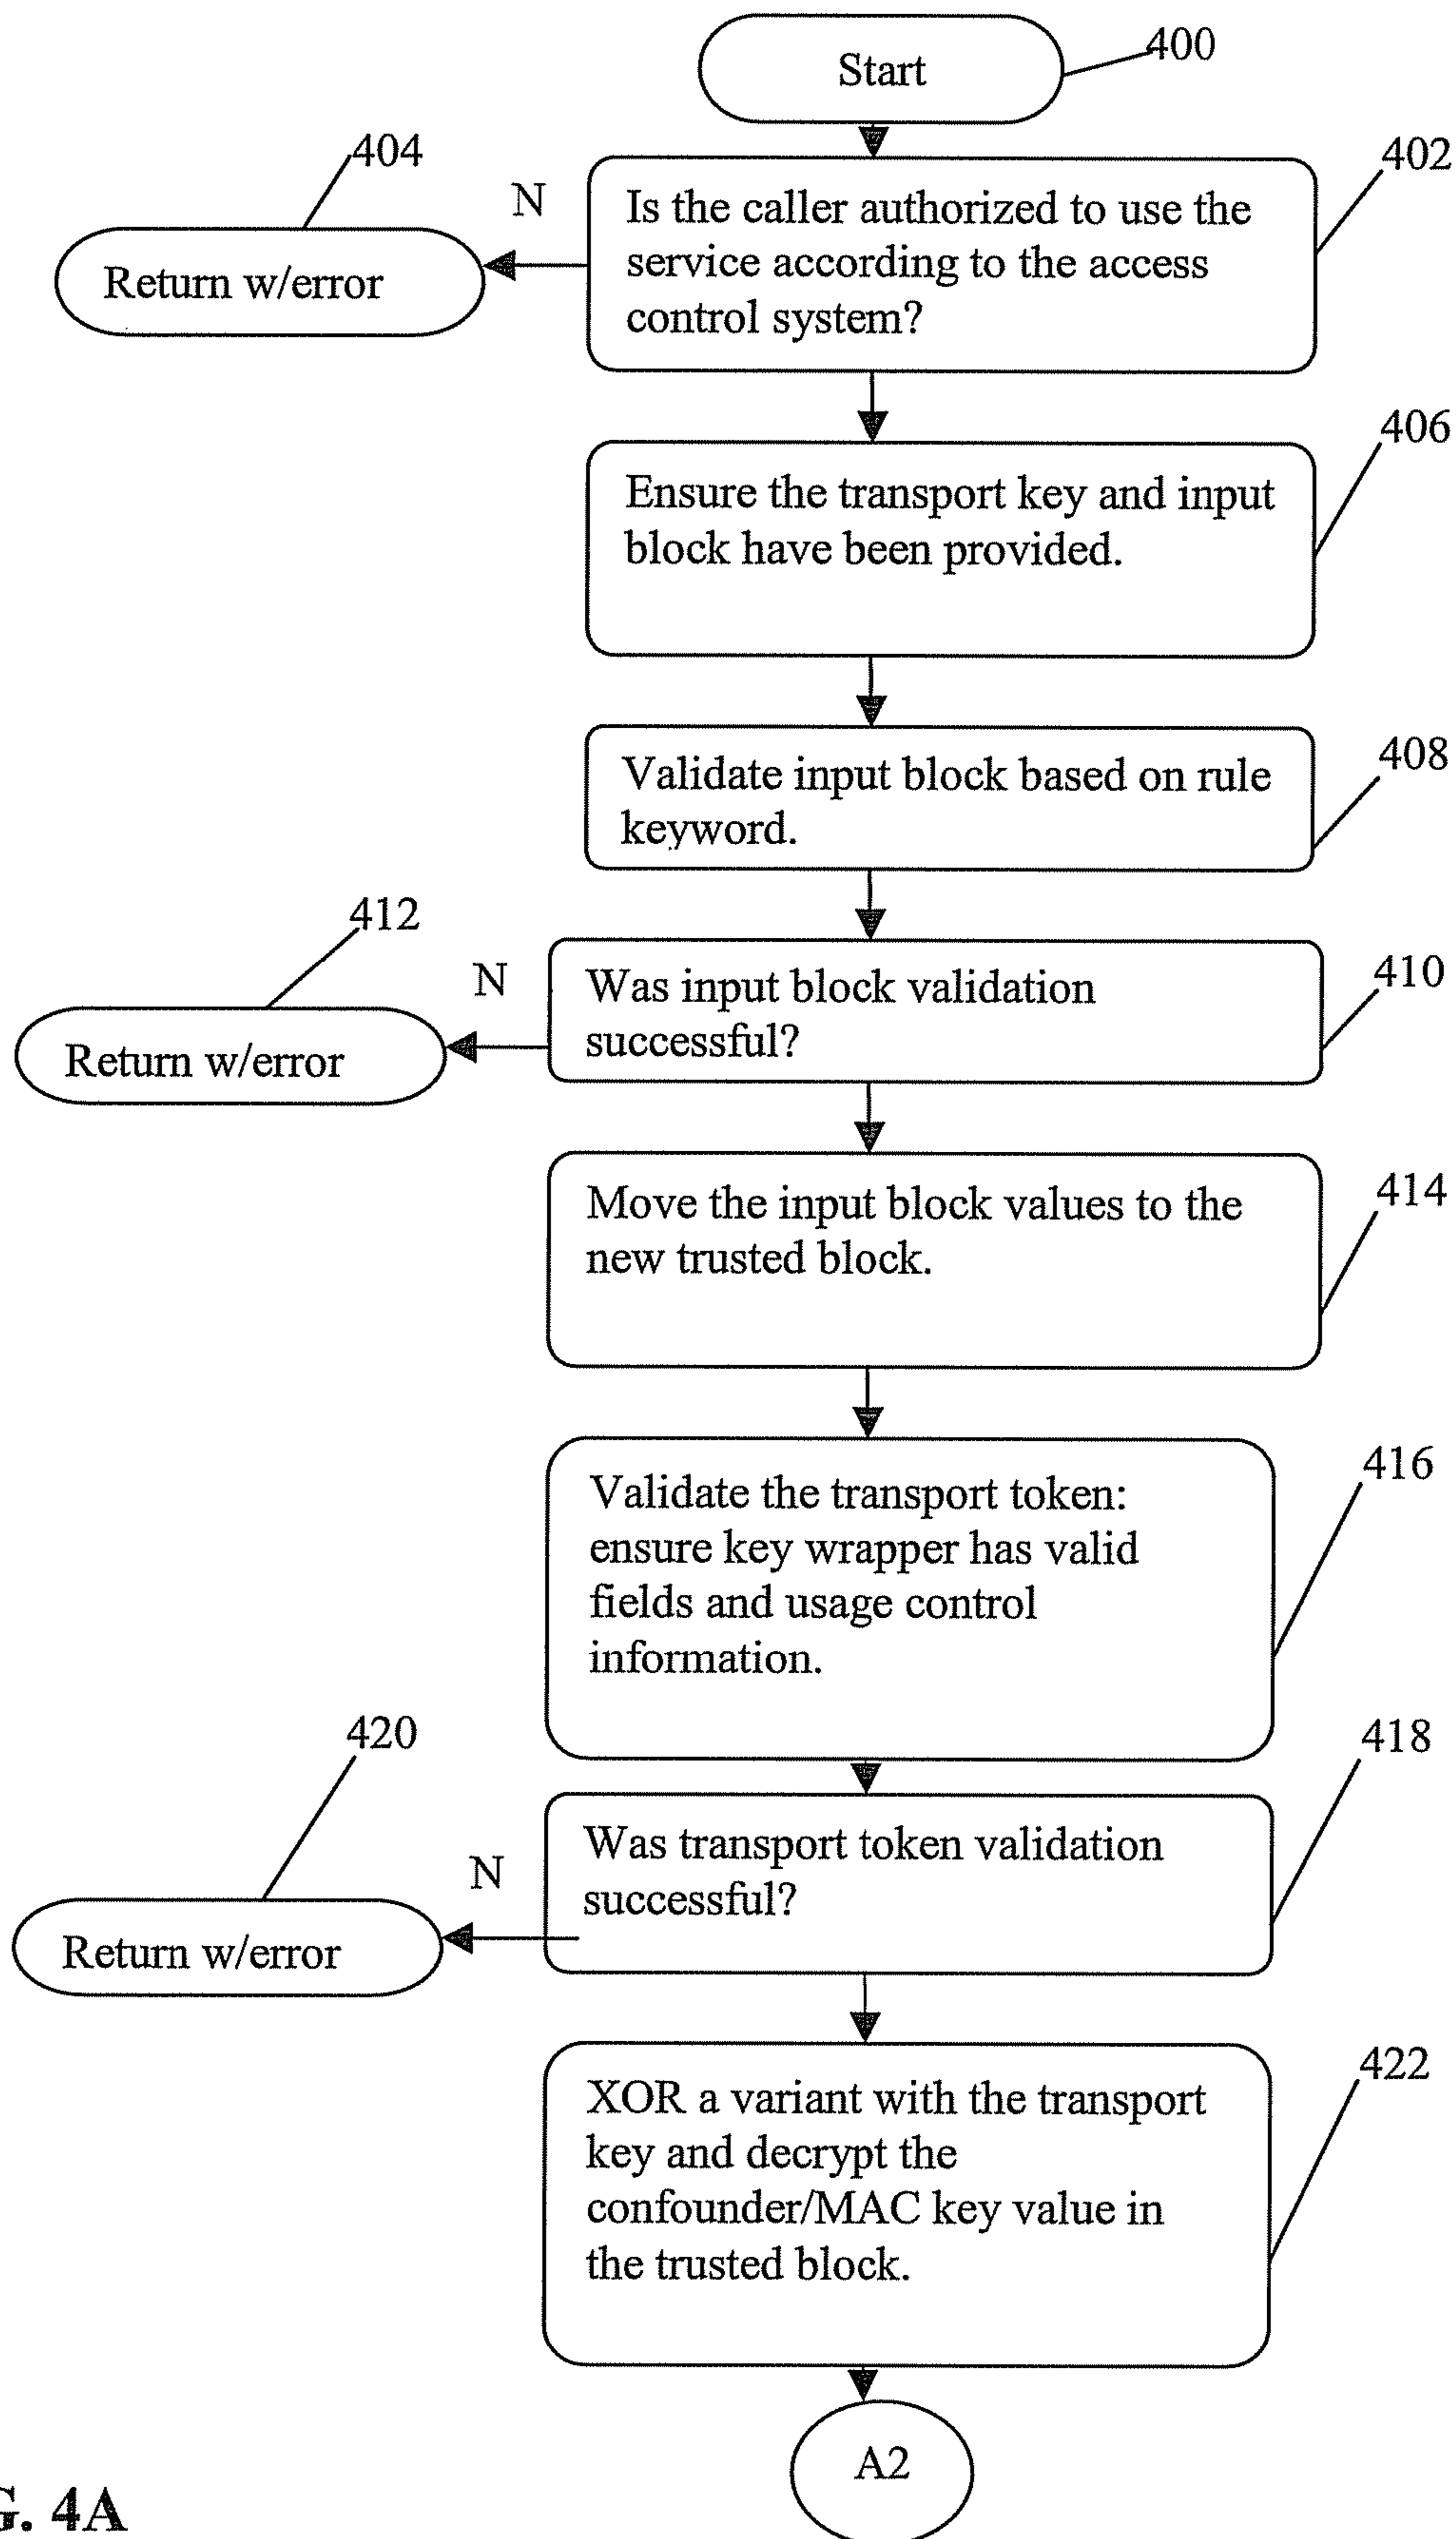 Start
400
404
402
N
Is the caller authorized to use the
service according to the access
control system?
Return w/error
406
Ensure the transport key and input
block have been provided.
408
Validate input block based on rule
keyword.
412
410
N
Was input block validation
successful?
Return w/error
414
Move the input block values to the
new trusted block.
416
Validate the transport token:
ensure key wrapper has valid
fields and usage control
information.
420
418
N
Was transport token validation
successful?
Return w/error
422
XOR a variant with the transport
key and decrypt the
confounder/MAC key value in
the trusted block.
A2
G. 4A